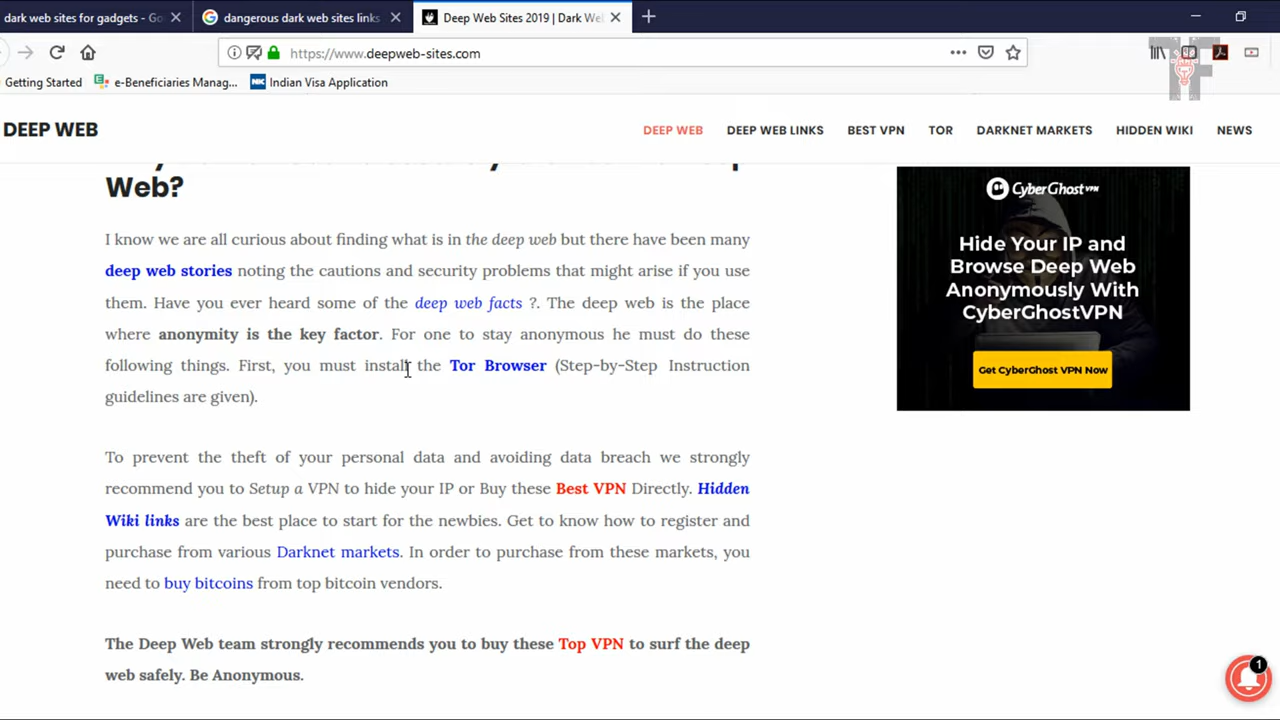 dark web sites for gadgets - Go
dangerous dark web sites links
Deep Web Sites 2019 | Dark We
https://www.deepweb-sites.com
Getting Started
e-Beneficiaries Manag...
NK Indian Visa Application
DEEP WEB
DEEP WEB
DEEP WEB LINKS
BEST VPN
TOR
DARKNET MARKETS
HIDDEN WIKI
NEWS
Web?
I know we are all curious about finding what is in the deep web but there have been many
deep web stories noting the cautions and security problems that might arise if you use
them. Have you ever heard some of the deep web facts ?. The deep web is the place
where anonymity is the key factor. For one to stay anonymous he must do these
following things. First, you must install the Tor Browser (Step-by-Step Instruction
guidelines are given).
To prevent the theft of your personal data and avoiding data breach we strongly
recommend you to Setup a VPN to hide your IP or Buy these Best VPN Directly. Hidden
Wiki links are the best place to start for the newbies. Get to know how to register and
purchase from various Darknet markets. In order to purchase from these markets, you
need to buy bitcoins from top bitcoin vendors.
The Deep Web team strongly recommends you to buy these Top VPN to surf the deep
web safely. Be Anonymous.
CyberGhost VPN
Hide Your IP and
Browse Deep Web
Anonymously With
CyberGhostVPN
Get CyberGhost VPN Now
1